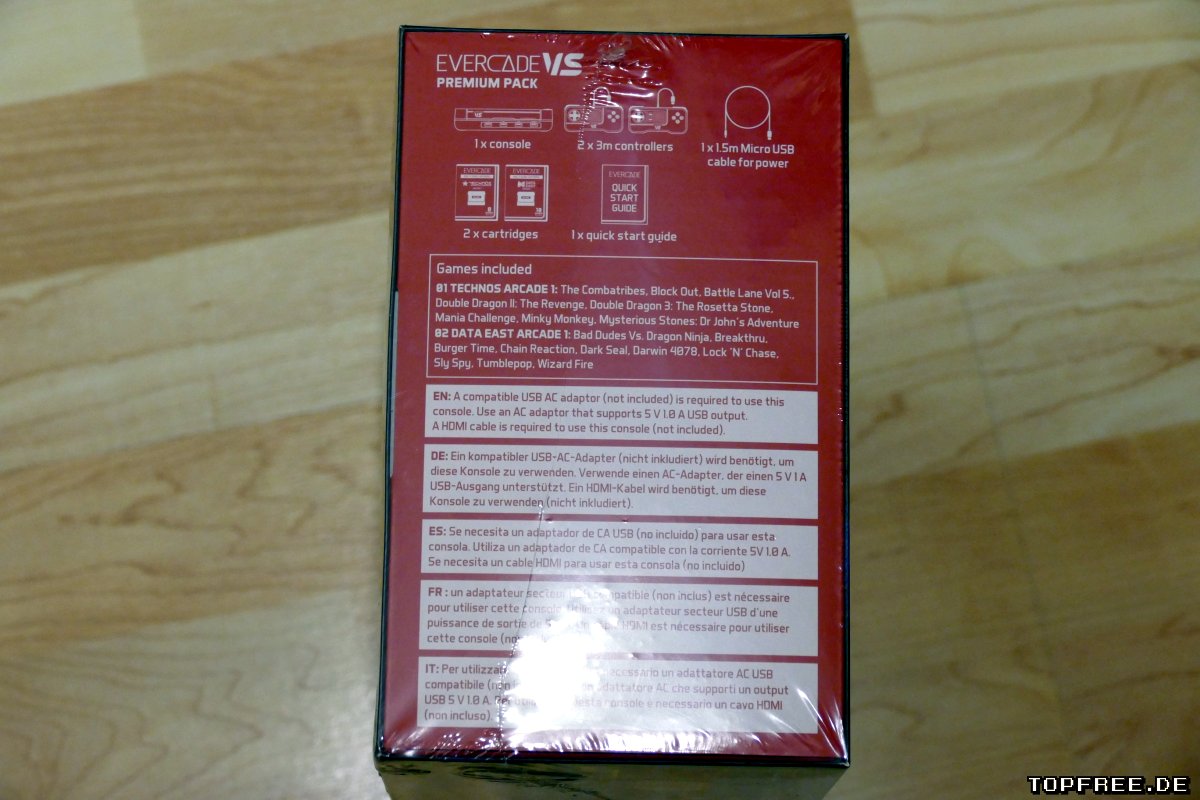 EVERCADE VS
PREMIUM PACK
VS
1 x console
2 x 3m controllers
1 x 1.5m Micro USB
cable for power
EVERCADE
EVERCADE
8
10
2 x cartridges
EVERCADE
QUICK
START
GUIDE
1 x quick start guide
Games included
01 TECHNOS ARCADE 1: The Combatribes, Block Out, Battle Lane Vol 5.,
Double Dragon II: The Revenge, Double Dragon 3: The Rosetta Stone,
Mania Challenge, Minky Monkey, Mysterious Stones: Dr John's Adventure
02 DATA EAST ARCADE 1: Bad Dudes Vs. Dragon Ninja, Breakthru,
Burger Time, Chain Reaction, Dark Seal, Darwin 4078, Lock 'N' Chase,
Sly Spy, Tumblepop, Wizard Fire
EN: A compatible USB AC adaptor (not included) is required to use this
console. Use an AC adaptor that supports 5 V 1.0 A USB output.
A HDMI cable is required to use this console (not included).
DE: Ein kompatibler USB-AC-Adapter (nicht inkludiert) wird benötigt, um
diese Konsole zu verwenden. Verwende einen AC-Adapter, der einen 5 V 1 A
USB-Ausgang unterstützt. Ein HDMI-Kabel wird benötigt, um diese
Konsole zu verwenden (nicht inkludiert).
ES: Se necesita un adaptador de CA USB (no incluido) para usar esta
consola. Utiliza un adaptador de CA compatible con la corriente 5V 1.0 A.
Se necesita un cable HDMI para usar esta consola (no incluido)
FR : un adaptateur secteur compatible (non inclus) est nécessaire
pour utiliser cette console. Utilisez un adaptateur secteur USB d'une
puissance de sortie de HDMI est nécessaire pour utiliser
cette console
IT: Per necessario un adattatore AC USB
compatibile adattatore AC che supporti un output
USB 5 V 1.0 A. console è necessario un cavo HDMI
(non incluso).
TOPFREE.DE